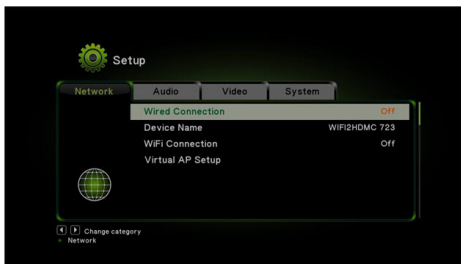 Setup
Network Audio Video System
Wired Connection Off
Device Name WIFI2HDMC 723
WiFi Connection Off
Virtual AP Setup
Change category
Network